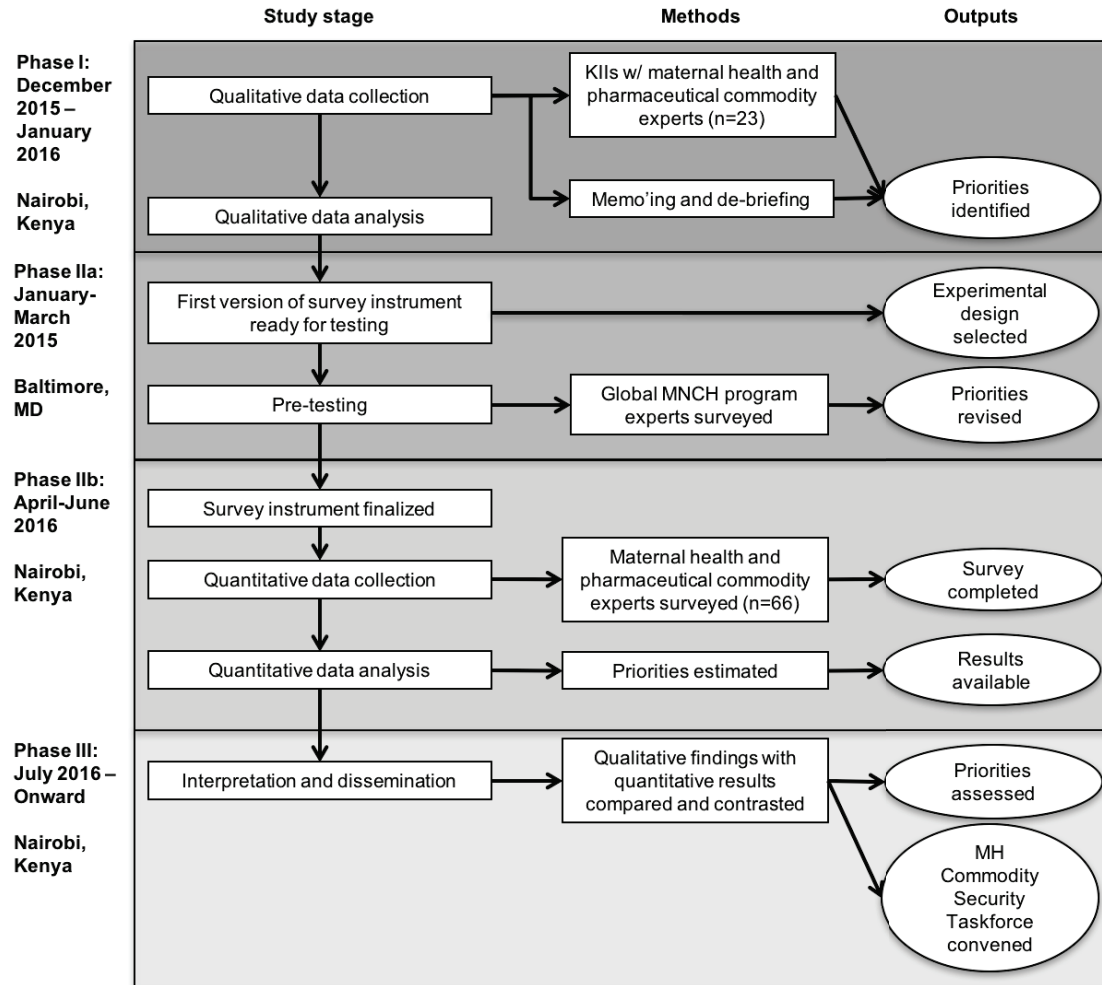 Study stage
Methods
Outputs
Phase I:
December
2015 –
January
2016
Nairobi,
Kenya
Qualitative data collection
KIIs w/ maternal health and
pharmaceutical commodity
experts (n=23)
Memo'ing and de-briefing
Priorities
identified
Qualitative data analysis
Phase IIa:
January-
March
2015
Baltimore,
MD
First version of survey instrument
ready for testing
Experimental
design
selected
Pre-testing
Global MNCH program
experts surveyed
Priorities
revised
Phase IIb:
April-June
2016
Nairobi,
Kenya
Survey instrument finalized
Quantitative data collection
Maternal health and
pharmaceutical commodity
experts surveyed (n=66)
Survey
completed
Quantitative data analysis
Priorities estimated
Results
available
Phase III:
July 2016 –
Onward
Nairobi,
Kenya
Interpretation and dissemination
Qualitative findings with
quantitative results
compared and contrasted
Priorities
assessed
MH
Commodity
Security
Taskforce
convened